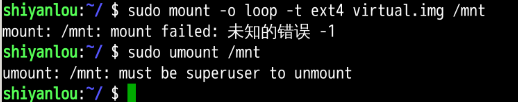 shiyanlou:~/ $ sudo mount -o loop -t ext4 virtual.img /mnt
mount: /mnt: mount failed: 未知的错误 -1
shiyanlou:~/ $ sudo umount /mnt
umount: /mnt: must be superuser to unmount
shiyanlou:~/ $